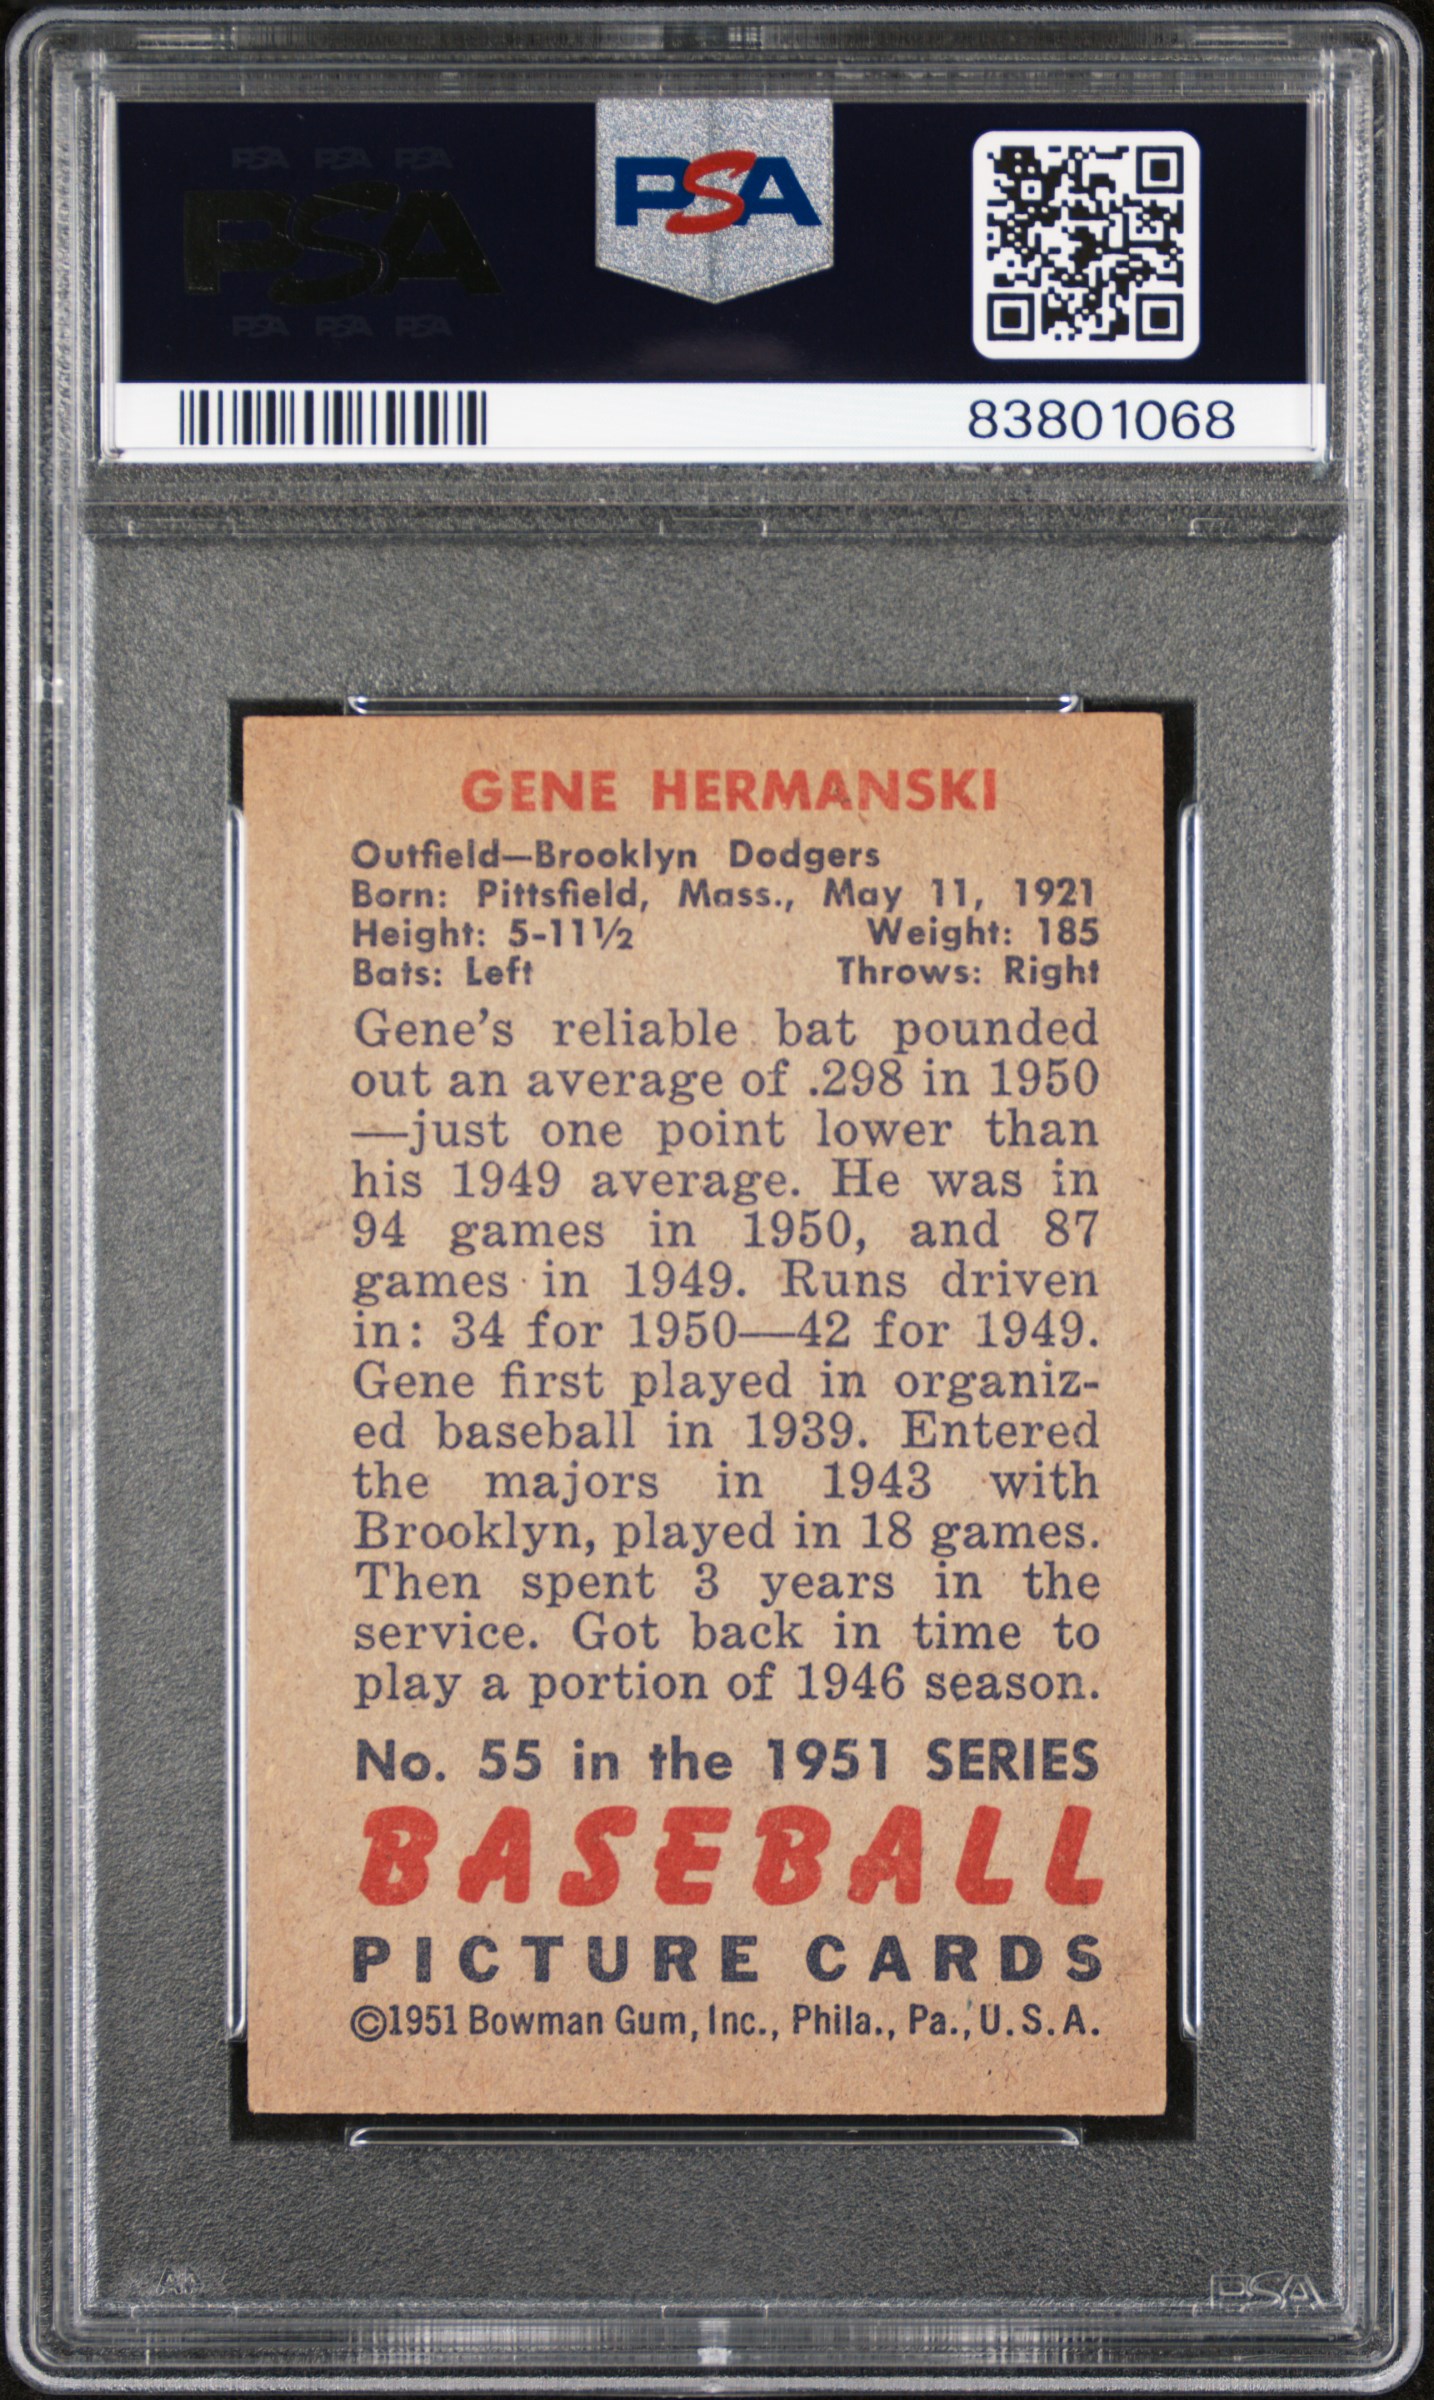 PSA PSA PSA
PSA
PSA PSA PSA
PSA
83801068
GENE HERMANSKI
Outfield—Brooklyn Dodgers
Born: Pittsfield, Mass., May 11, 1921
Height: 5-11½ Weight: 185
Bats: Left Throws: Right
Gene's reliable bat pounded
out an average of .298 in 1950
—just one point lower than
his 1949 average. He was in
94 games in 1950, and 87
games in 1949. Runs driven
in: 34 for 1950—42 for 1949.
Gene first played in organiz-
ed baseball in 1939. Entered
the majors in 1943 with
Brooklyn, played in 18 games.
Then spent 3 years in the
service. Got back in time to
play a portion of 1946 season.
No. 55 in the 1951 SERIES
BASEBALL
PICTURE CARDS
©1951 Bowman Gum, Inc., Phila., Pa., U.S.A.
PSA